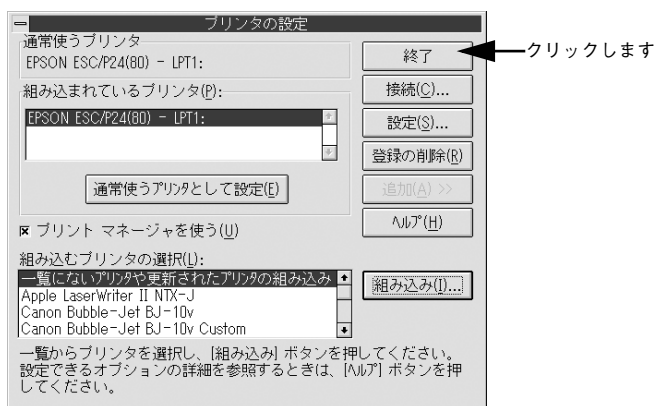 プリンタの設定
通常使うプリンタ
EPSON ESC/P24(80) - LPT1:
終了
クリックします
組み込まれているプリンタ(P):
接続(C)...
EPSON ESC/P24(80) - LPT1:
設定(S)...
登録の削除(R)
通常使うプリンタとして設定(E)
追加(A) >>
プリント マネージャを使う(U)
ヘルプ(H)
組み込むプリンタの選択(L):
一覧にないプリンタや更新されたプリンタの組み込み
組み込み(I)...
Apple LaserWriter II NTX-J
Canon Bubble-Jet BJ-10v
Canon Bubble-Jet BJ-10v Custom
一覧からプリンタを選択し、[組み込み] ボタンを押してください。
設定できるオプションの詳細を参照するときは、[ヘルプ] ボタンを押
してください。